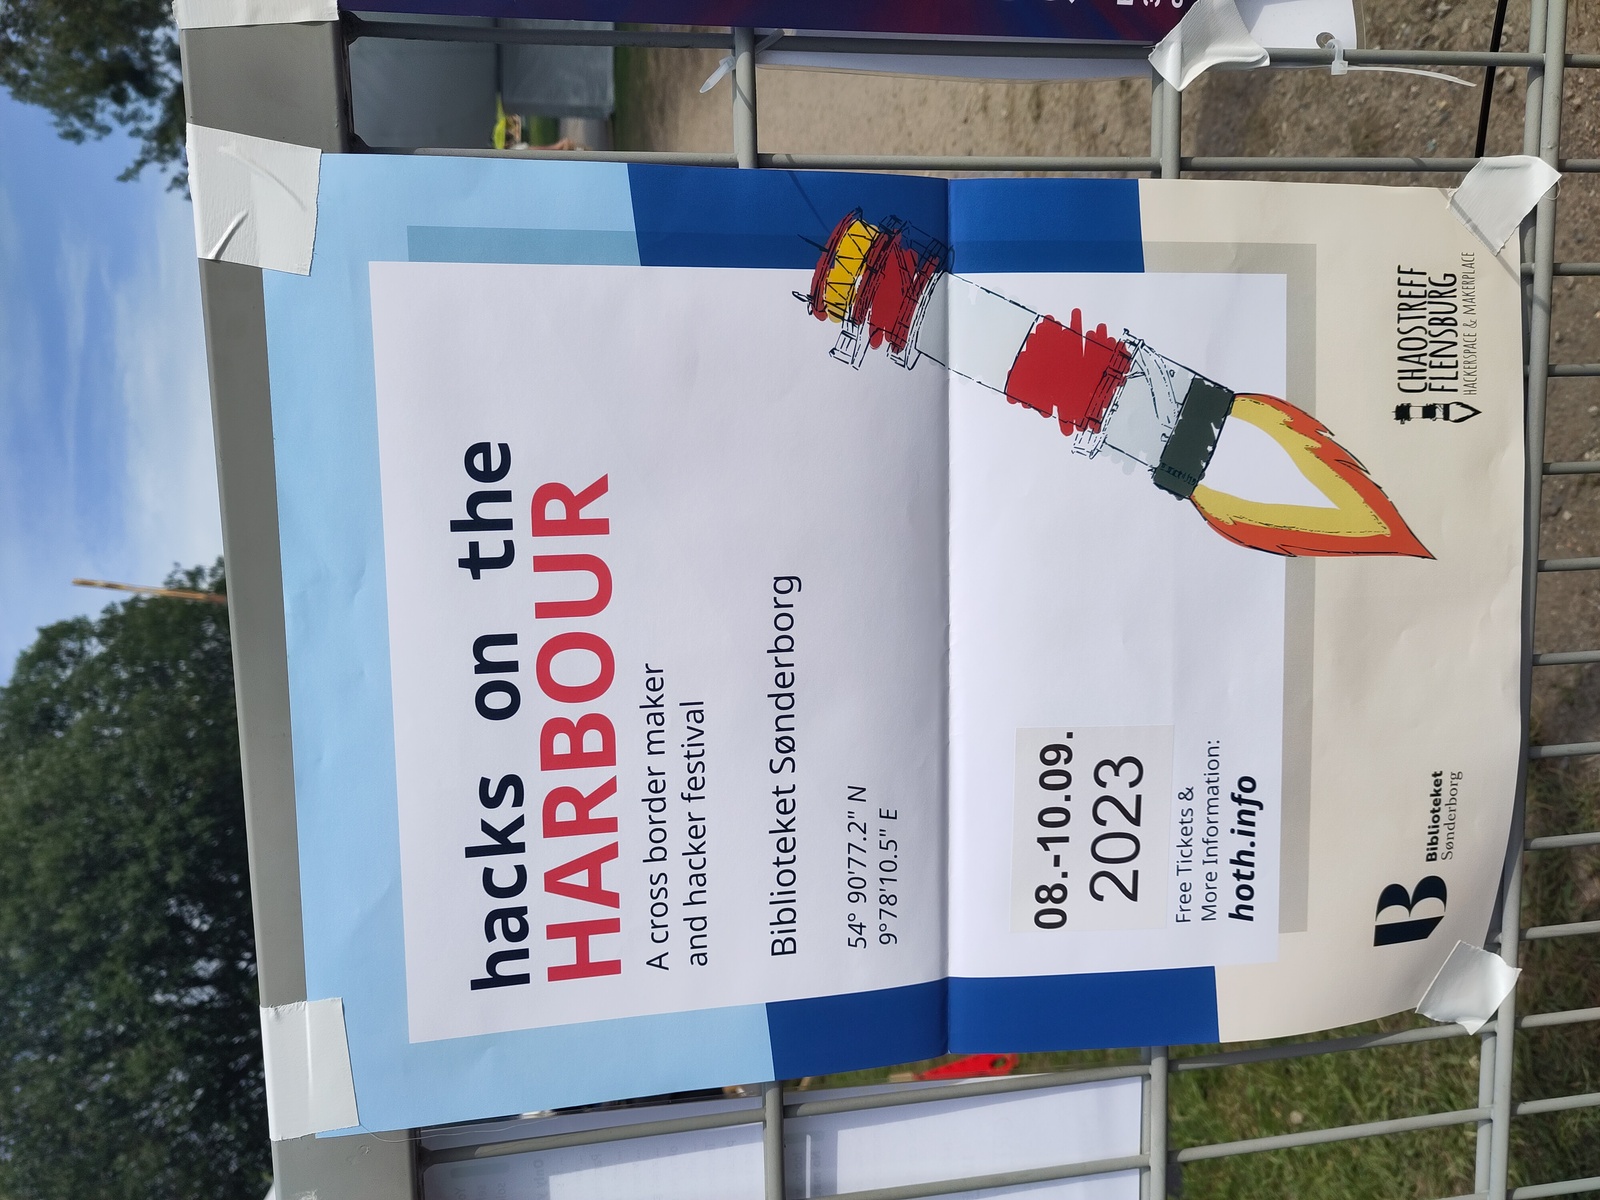 hacks on the
HARBOUR
A cross border maker
and hacker festival
Biblioteket Sønderborg
54° 90'77.2" N
9°78'10.5" E
08.-10.09.
2023
Free Tickets &
More Information:
hoth.info
B
Biblioteket
Sønderborg
CHAOSTREFF
FLENSBURG
HACKERSPACE & MAKERPLACE